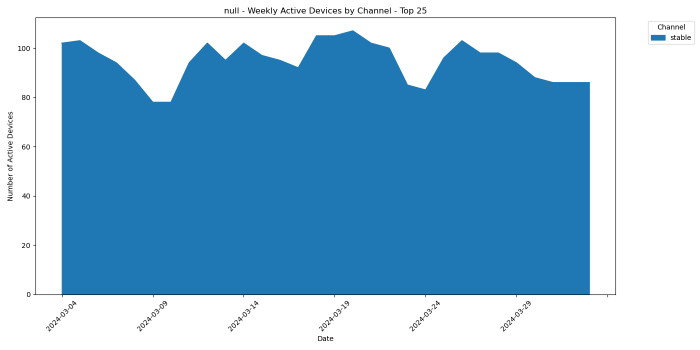 null - Weekly Active Devices by Channel - Top 25
Channel
stable
Number of Active Devices
100
80
60
40
20
0
2024-03-04
2024-03-09
2024-03-14
2024-03-19
2024-03-24
2024-03-29
Date